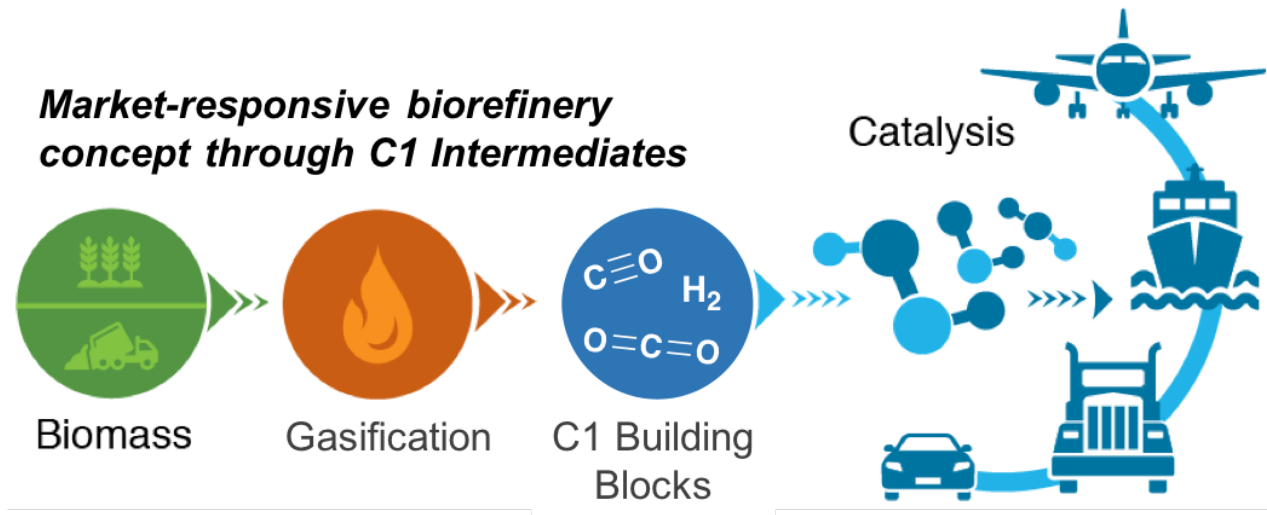 Market-responsive biorefinery
concept through C1 Intermediates
Catalysis
C≡O
H₂
O=C=O
Biomass
Gasification
C1 Building
Blocks